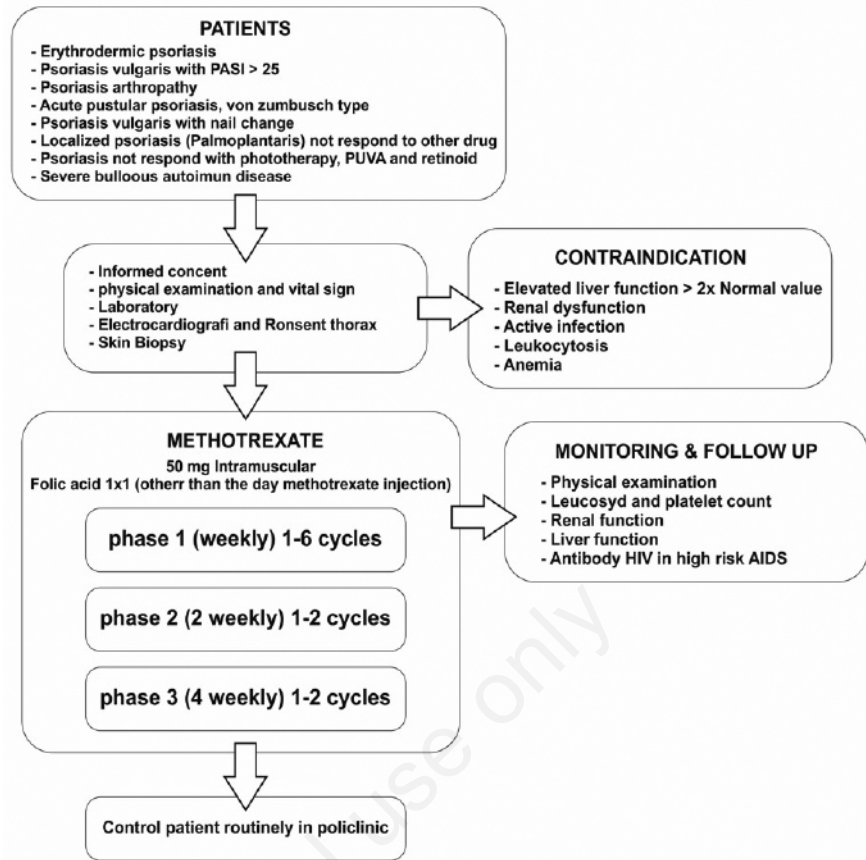 PATIENTS
- Erythrodermic psoriasis
- Psoriasis vulgaris with PASI > 25
- Psoriasis arthropathy
- Acute pustular psoriasis, von zumbusch type
- Psoriasis vulgaris with nail change
- Localized psoriasis (Palmoplantaris) not respond to other drug
- Psoriasis not respond with phototherapy, PUVA and retinoid
- Severe bulloous autoimun disease
- Informed concent
- physical examination and vital sign
- Laboratory
- Electrocardiografi and Ronsent thorax
- Skin Biopsy
CONTRAINDICATION
- Elevated liver function > 2x Normal value
- Renal dysfunction
- Active infection
- Leukocytosis
- Anemia
METHOTREXATE
50 mg Intramuscular
Folic acid 1x1 (otherr than the day methotrexate injection)
phase 1 (weekly) 1-6 cycles
phase 2 (2 weekly) 1-2 cycles
phase 3 (4 weekly) 1-2 cycles
MONITORING & FOLLOW UP
- Physical examination
- Leucosyd and platelet count
- Renal function
- Liver function
- Antibody HIV in high risk AIDS
Control patient routinely in policlinic
use only